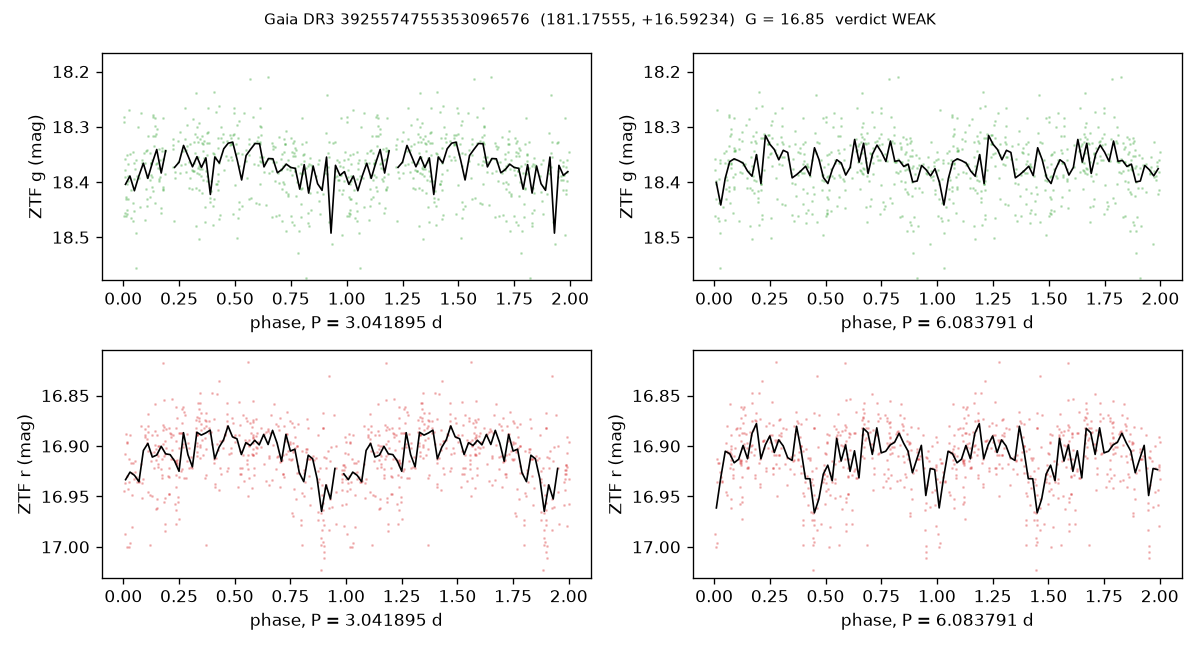 Gaia DR3 3925574755353096576  (181.17555, +16.59234)  G = 16.85  verdict WEAK
ZTF g (mag)
18.2
18.3
18.4
18.5
0.00 0.25 0.50 0.75 1.00 1.25 1.50 1.75 2.00
phase, P = 3.041895 d
ZTF g (mag)
18.2
18.3
18.4
18.5
0.00 0.25 0.50 0.75 1.00 1.25 1.50 1.75 2.00
phase, P = 6.083791 d
ZTF r (mag)
16.85
16.90
16.95
17.00
0.00 0.25 0.50 0.75 1.00 1.25 1.50 1.75 2.00
phase, P = 3.041895 d
ZTF r (mag)
16.85
16.90
16.95
17.00
0.00 0.25 0.50 0.75 1.00 1.25 1.50 1.75 2.00
phase, P = 6.083791 d